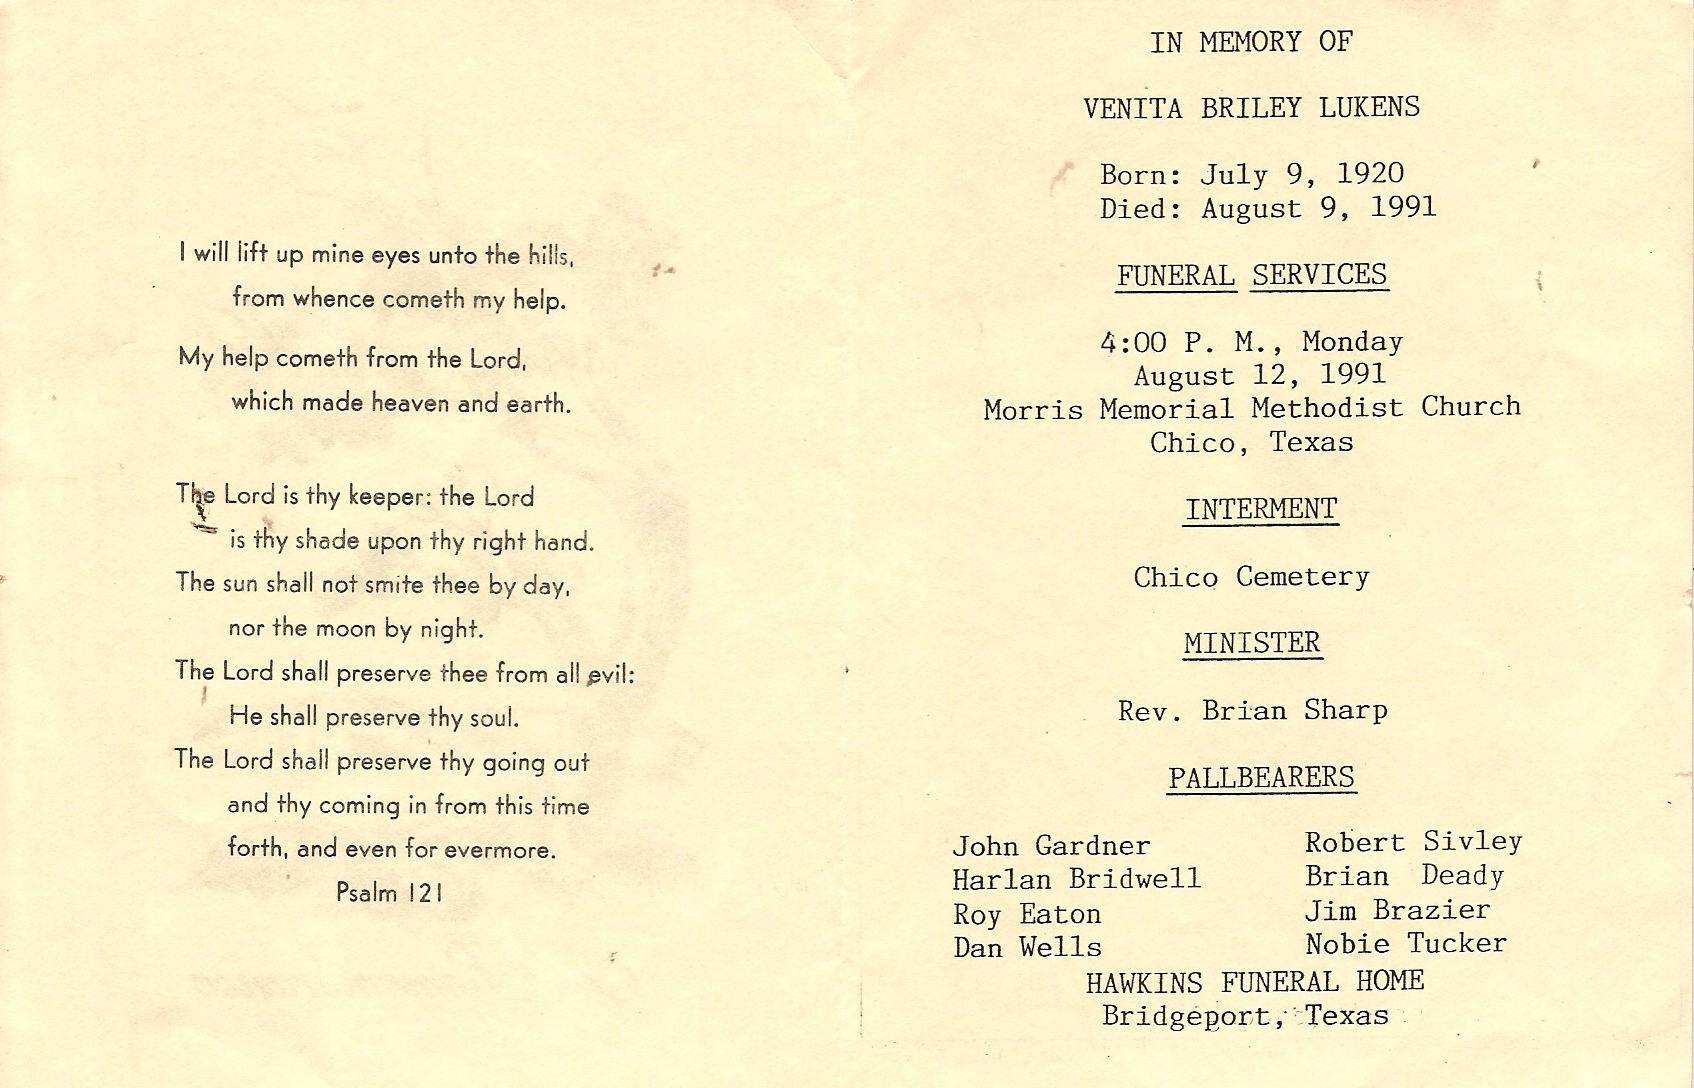 I will lift up mine eyes unto the hills,
from whence cometh my help.
My help cometh from the Lord,
which made heaven and earth.
The Lord is thy keeper: the Lord
is thy shade upon thy right hand.
The sun shall not smite thee by day,
nor the moon by night.
The Lord shall preserve thee from all evil:
He shall preserve thy soul.
The Lord shall preserve thy going out
and thy coming in from this time
forth, and even for evermore.
Psalm 121
IN MEMORY OF
VENITA BRILEY LUKENS
Born: July 9, 1920
Died: August 9, 1991
FUNERAL SERVICES
4:00 P. M., Monday
August 12, 1991
Morris Memorial Methodist Church
Chico, Texas
INTERMENT
Chico Cemetery
MINISTER
Rev. Brian Sharp
PALLBEARERS
John Gardner Robert Sivley
Harlan Bridwell Brian Deady
Roy Eaton Jim Brazier
Dan Wells Nobie Tucker
HAWKINS FUNERAL HOME
Bridgeport, Texas